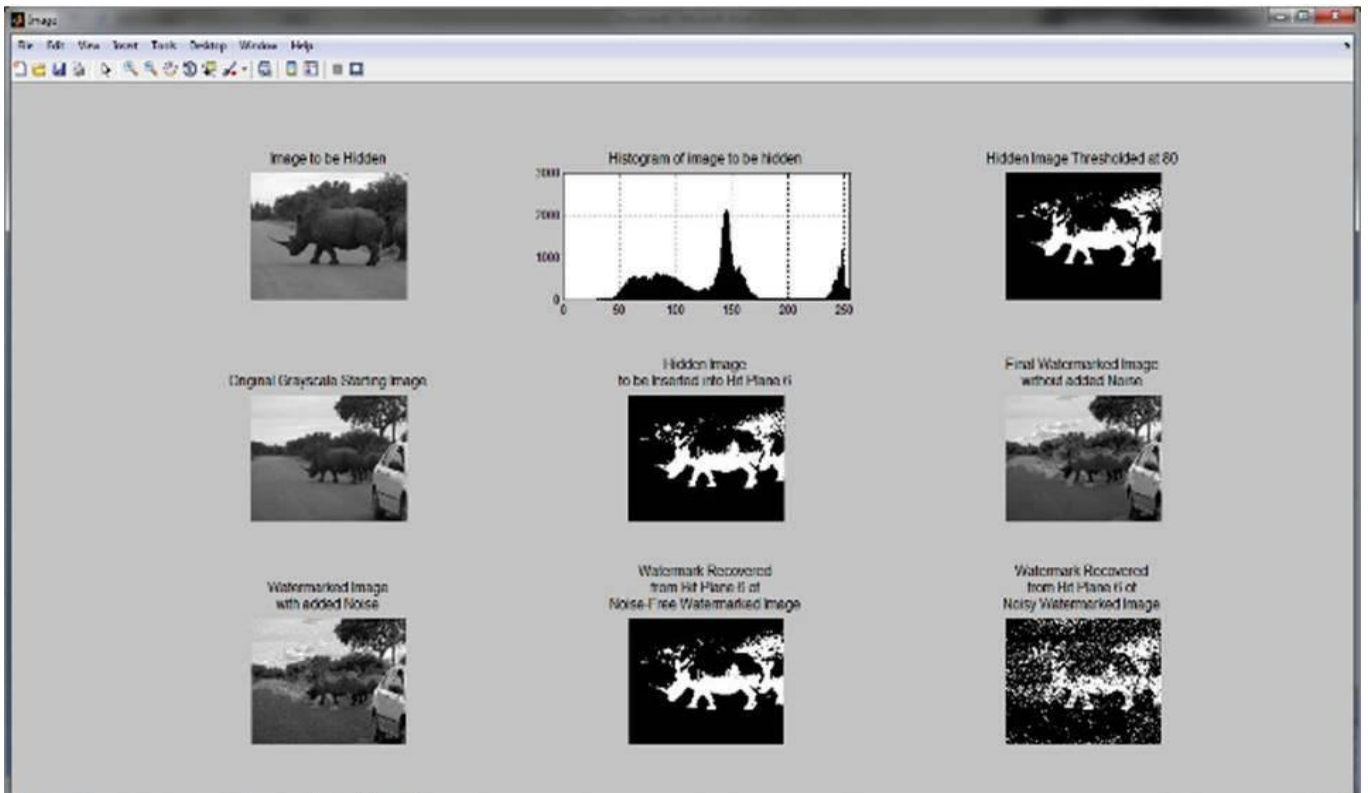 Image
File Edit View Insert Tools Desktop Window Help
Image to be Hidden
Histogram of image to be hidden
Hidden Image Thresholded at 80
3000
2000
1000
0
0 50 100 150 200 250
Original Grayscale Starting Image
Hidden Image
to be Inserted into Bit Plane 6
Final Watermarked Image
without added Noise
Watermarked Image
with added Noise
Watermark Recovered
from Bit Plane 6 of
Noise-Free Watermarked Image
Watermark Recovered
from Bit Plane 6 of
Noisy Watermarked Image